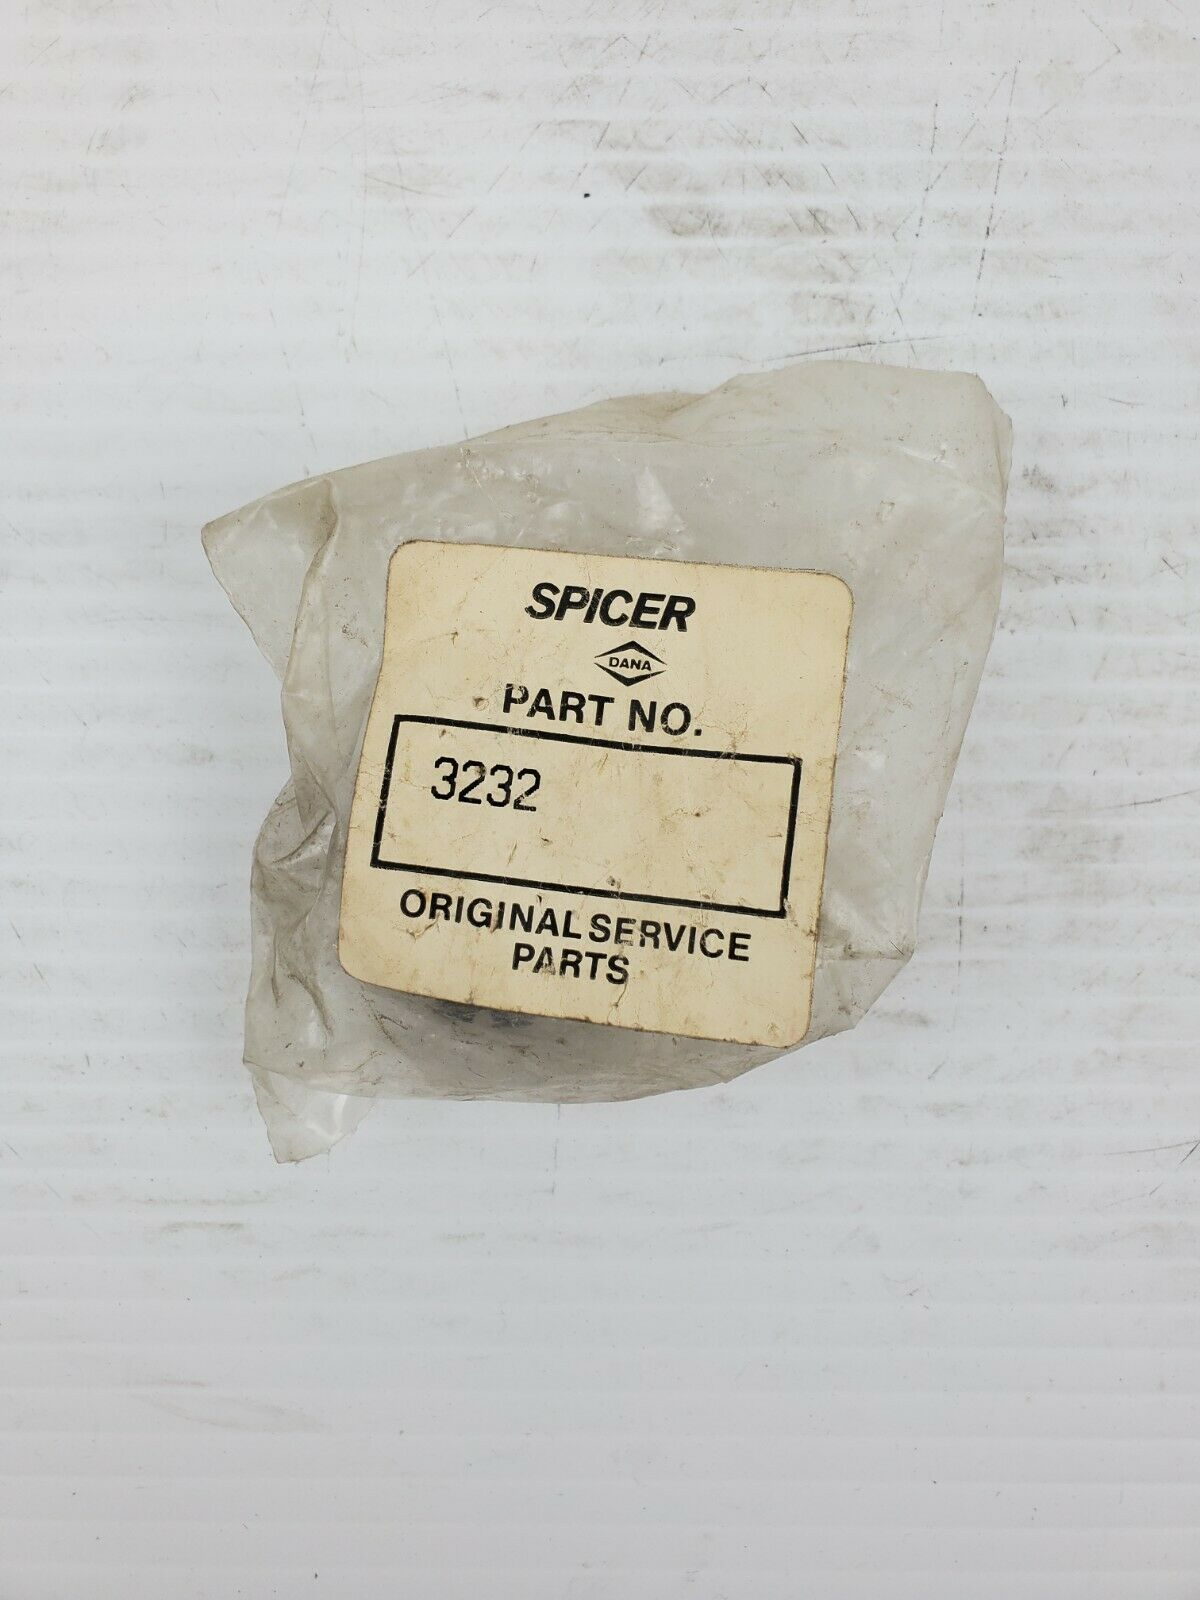 SPICER
DANA
PART NO.
3232
ORIGINAL SERVICE
PARTS